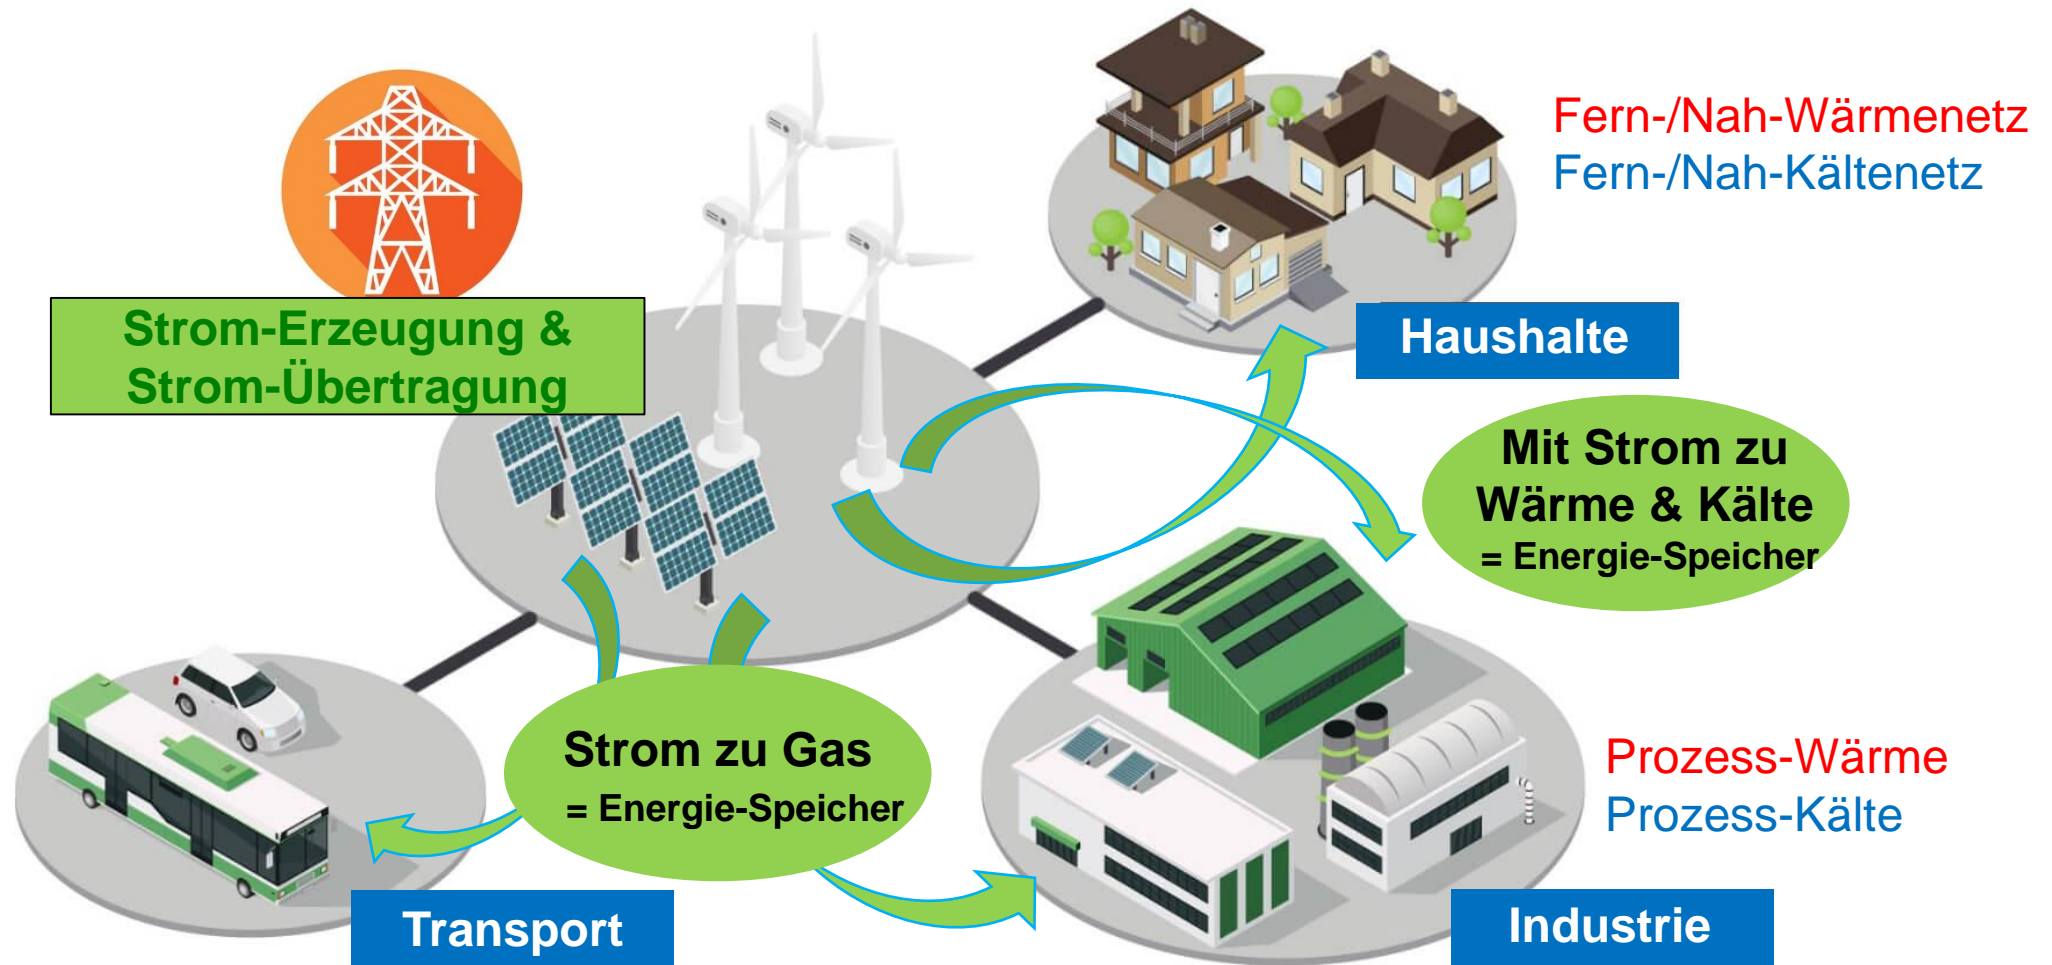 Fern-/Nah-Wärmenetz
Fern-/Nah-Kältenetz
Strom-Erzeugung &
Strom-Übertragung
Haushalte
Mit Strom zu
Wärme & Kälte
= Energie-Speicher
Strom zu Gas
= Energie-Speicher
Prozess-Wärme
Prozess-Kälte
Transport
Industrie